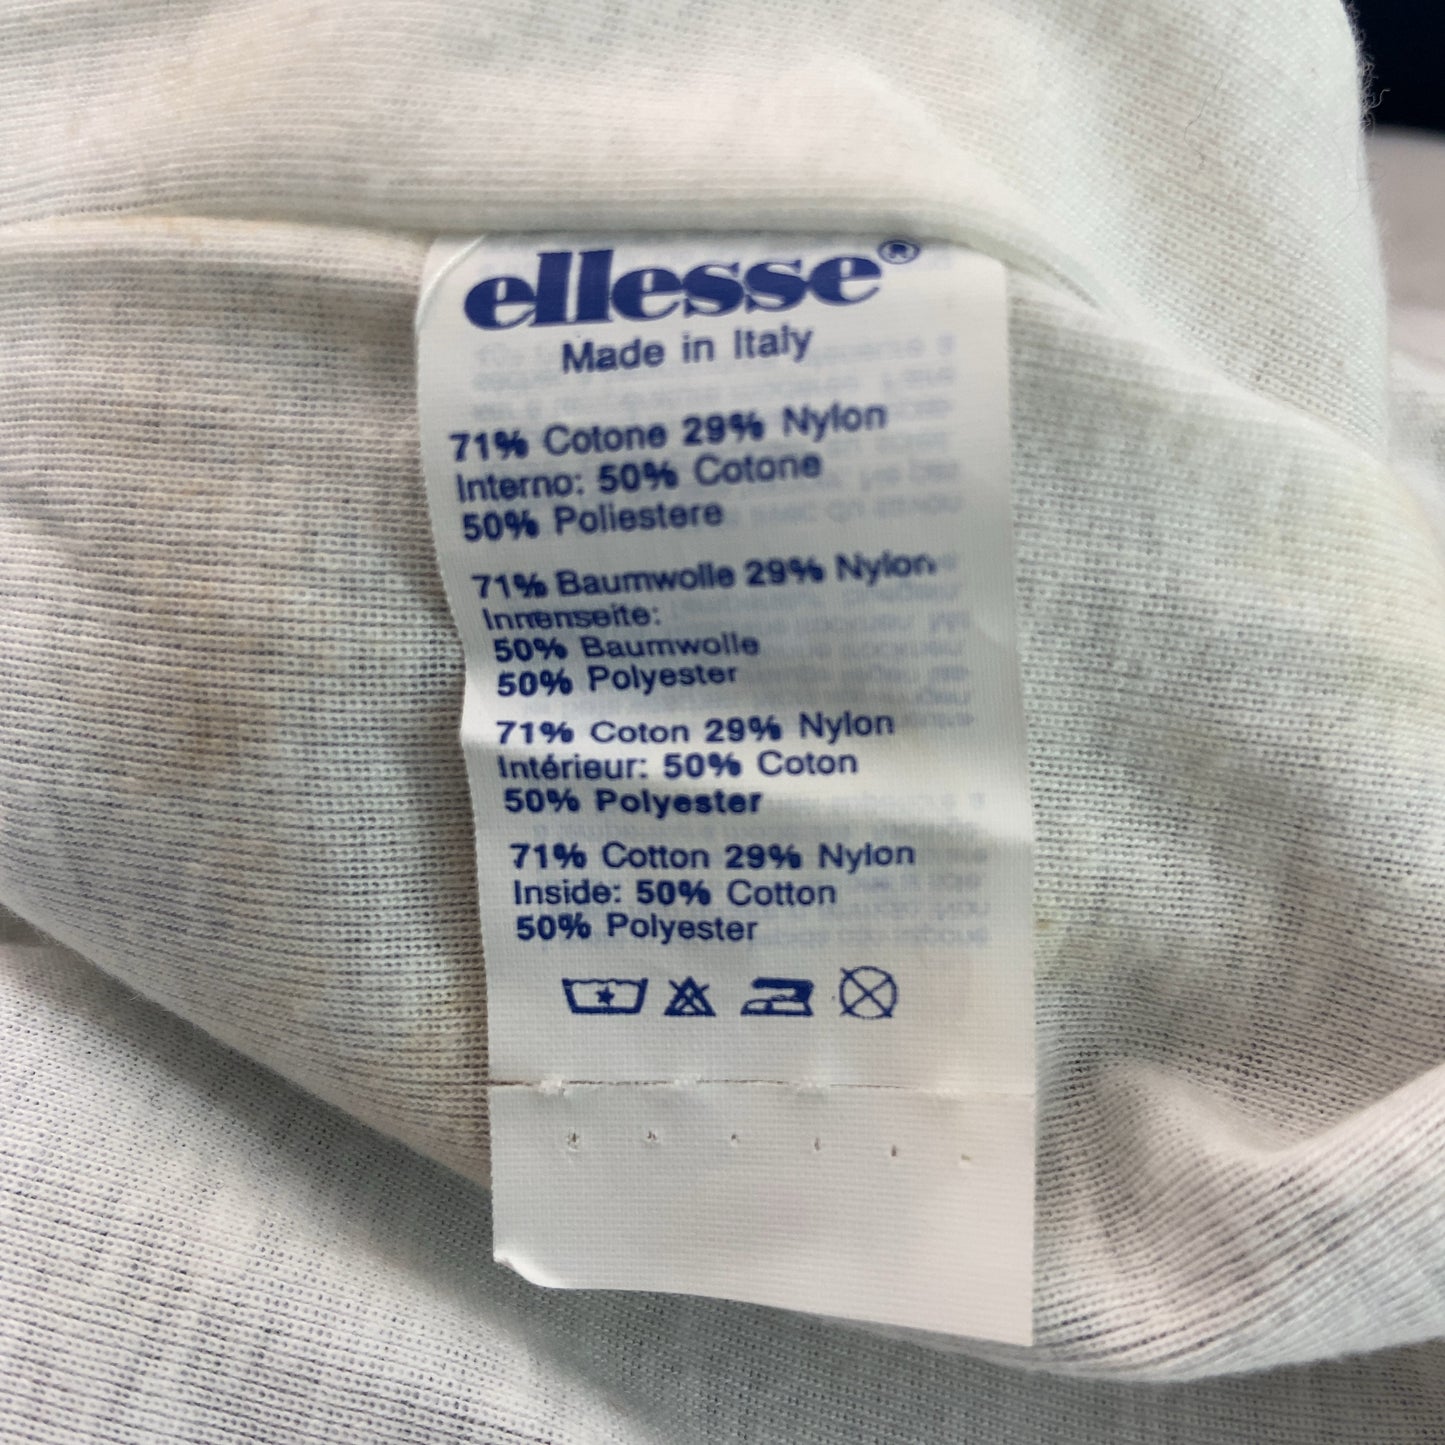 ellesse®
Made in Italy
71% Cotone 29% Nylon
Interno: 50% Cotone
50% Poliestere
71% Baumwolle 29% Nylon
Innenseite:
50% Baumwolle
50% Polyester
71% Coton 29% Nylon
Intérieur: 50% Coton
50% Polyester
71% Cotton 29% Nylon
Inside: 50% Cotton
50% Polyester